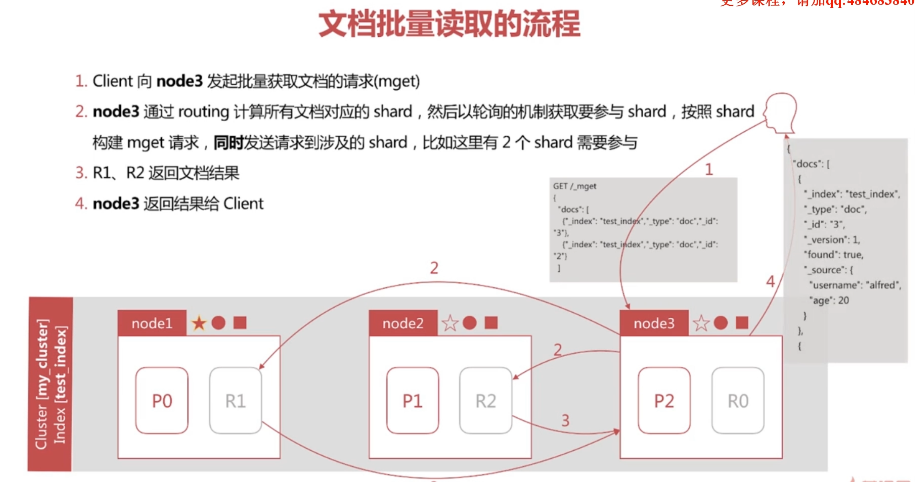 更多课程，请加qq:484685840
文档批量读取的流程
1. Client 向 node3 发起批量获取文档的请求(mget)
2. node3 通过 routing 计算所有文档对应的 shard，然后以轮询的机制获取要参与 shard，按照 shard
构建 mget 请求，同时发送请求到涉及的 shard，比如这里有 2 个 shard 需要参与
3. R1、R2 返回文档结果
4. node3 返回结果给 Client
1
GET /_mget
{
"docs": [
{"_index": "test_index","_type": "doc","_id":
"3"},
{"_index": "test_index","_type": "doc","_id":
"2"}
]
{
"docs": [
{
"_index": "test_index",
"_type": "doc",
"_id": "3",
"_version": 1,
"found": true,
"_source": {
"username": "alfred",
"age": 20
}
},
{
2
4
Cluster [my_cluster]
Index [test_index]
node1
P0
R1
node2
P1
R2
2
3
node3
P2
R0